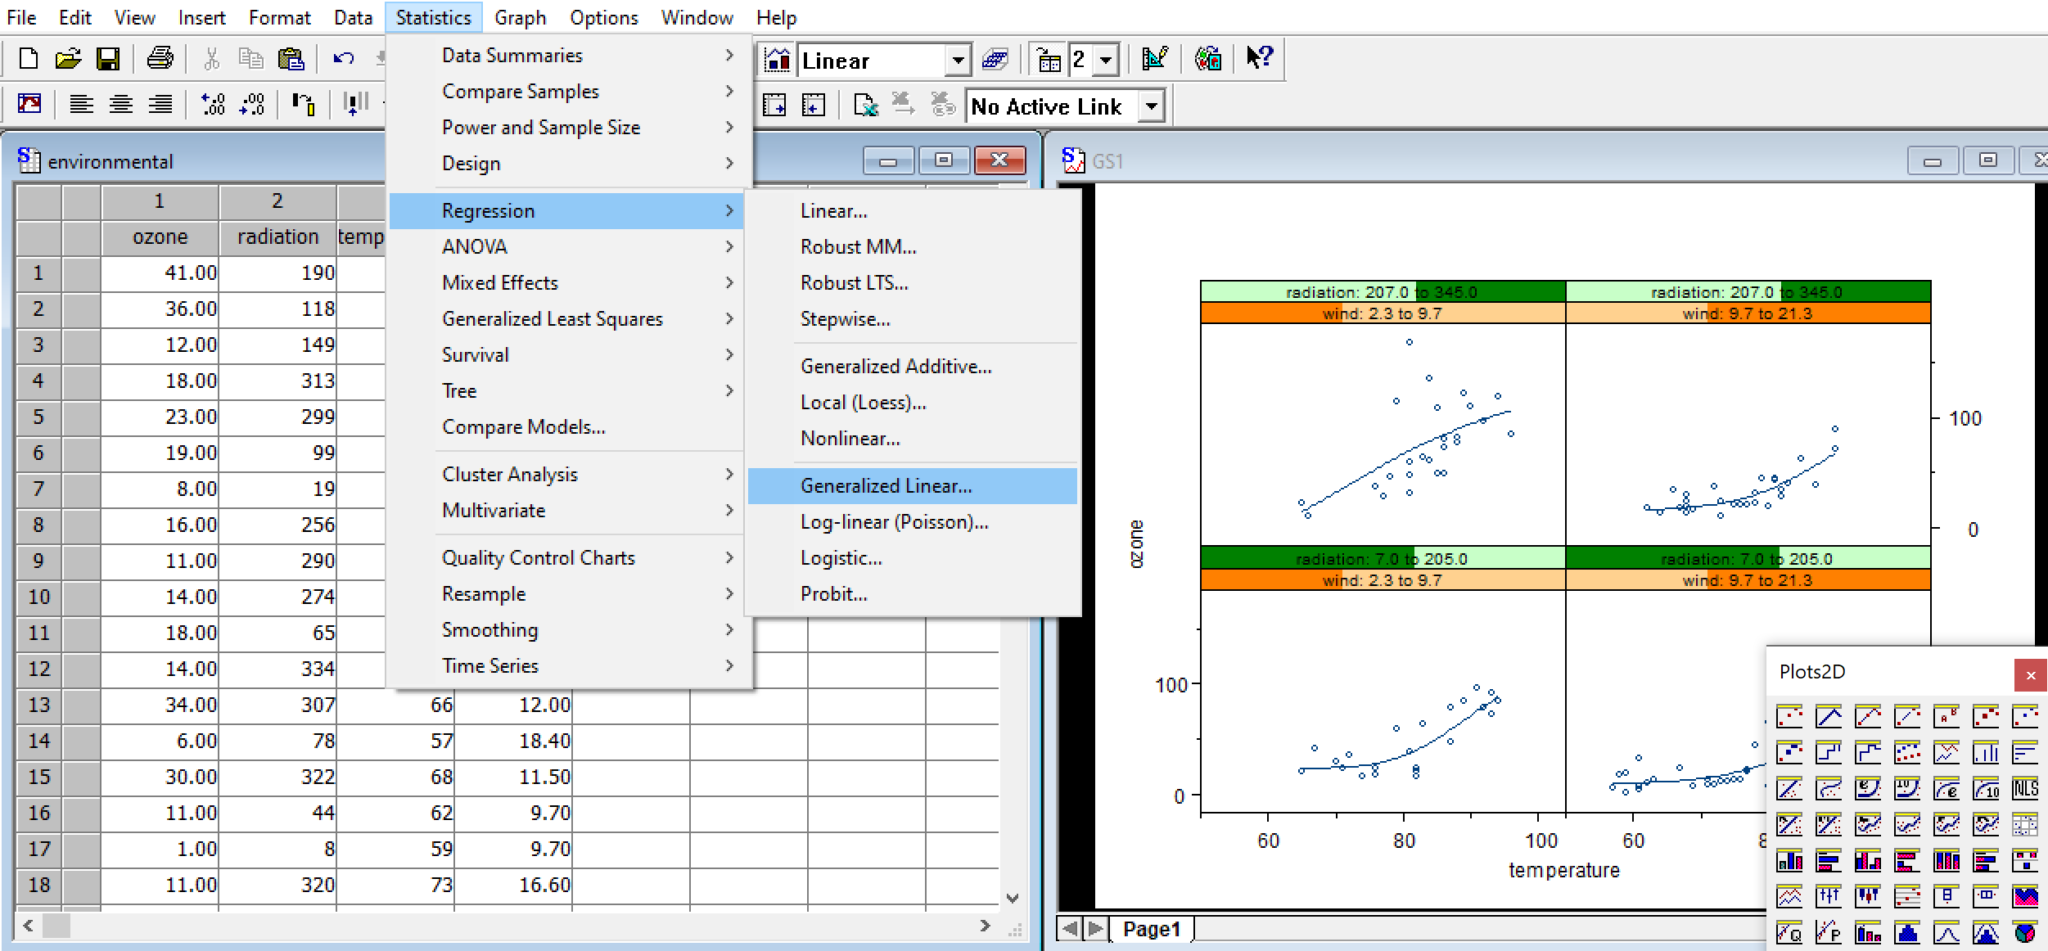 File Edit View Insert Format Data Statistics Graph Options Window Help
Linear 2
No Active Link
environmental
1 2
ozone radiation temp
1 41.00 190
2 36.00 118
3 12.00 149
4 18.00 313
5 23.00 299
6 19.00 99
7 8.00 19
8 16.00 256
9 11.00 290
10 14.00 274
11 18.00 65
12 14.00 334
13 34.00 307 66 12.00
14 6.00 78 57 18.40
15 30.00 322 68 11.50
16 11.00 44 62 9.70
17 1.00 8 59 9.70
18 11.00 320 73 16.60
Data Summaries
Compare Samples
Power and Sample Size
Design
Regression
ANOVA
Mixed Effects
Generalized Least Squares
Survival
Tree
Compare Models...
Cluster Analysis
Multivariate
Quality Control Charts
Resample
Smoothing
Time Series
Linear...
Robust MM...
Robust LTS...
Stepwise...
Generalized Additive...
Local (Loess)...
Nonlinear...
Generalized Linear...
Log-linear (Poisson)...
Logistic...
Probit...
GS1
radiation: 207.0 to 345.0 radiation: 207.0 to 345.0
wind: 2.3 to 9.7 wind: 9.7 to 21.3
100
0
ozone
radiation: 7.0 to 205.0 radiation: 7.0 to 205.0
wind: 2.3 to 9.7 wind: 9.7 to 21.3
100
0
60 80 100 60 8
temperature
Page1
Plots2D
NLS